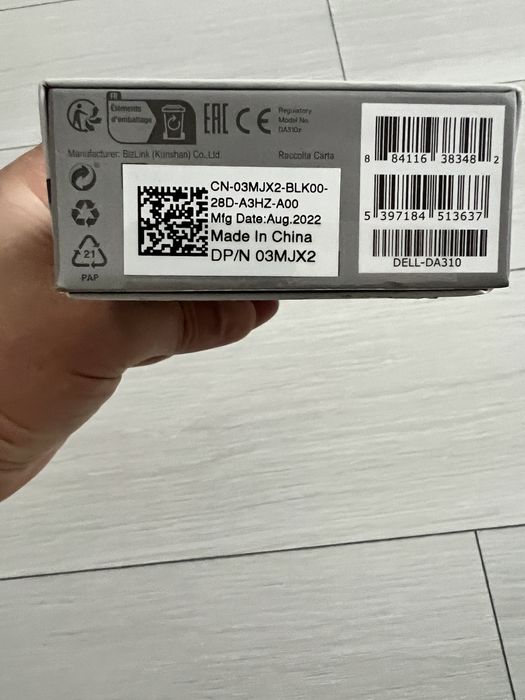 FR
Éléments
d'emballage
EAC CE
Regulatory
Model No.
DA310z
Manufacturer: BizLink (Kunshan) Co., Ltd
Raccolta Carta
CN-03MJX2-BLK00-
28D-A3HZ-A00
Mfg Date:Aug.2022
Made In China
DP/N 03MJX2
21
PAP
8 84116 38348 2
5 397184 513637
DELL-DA310